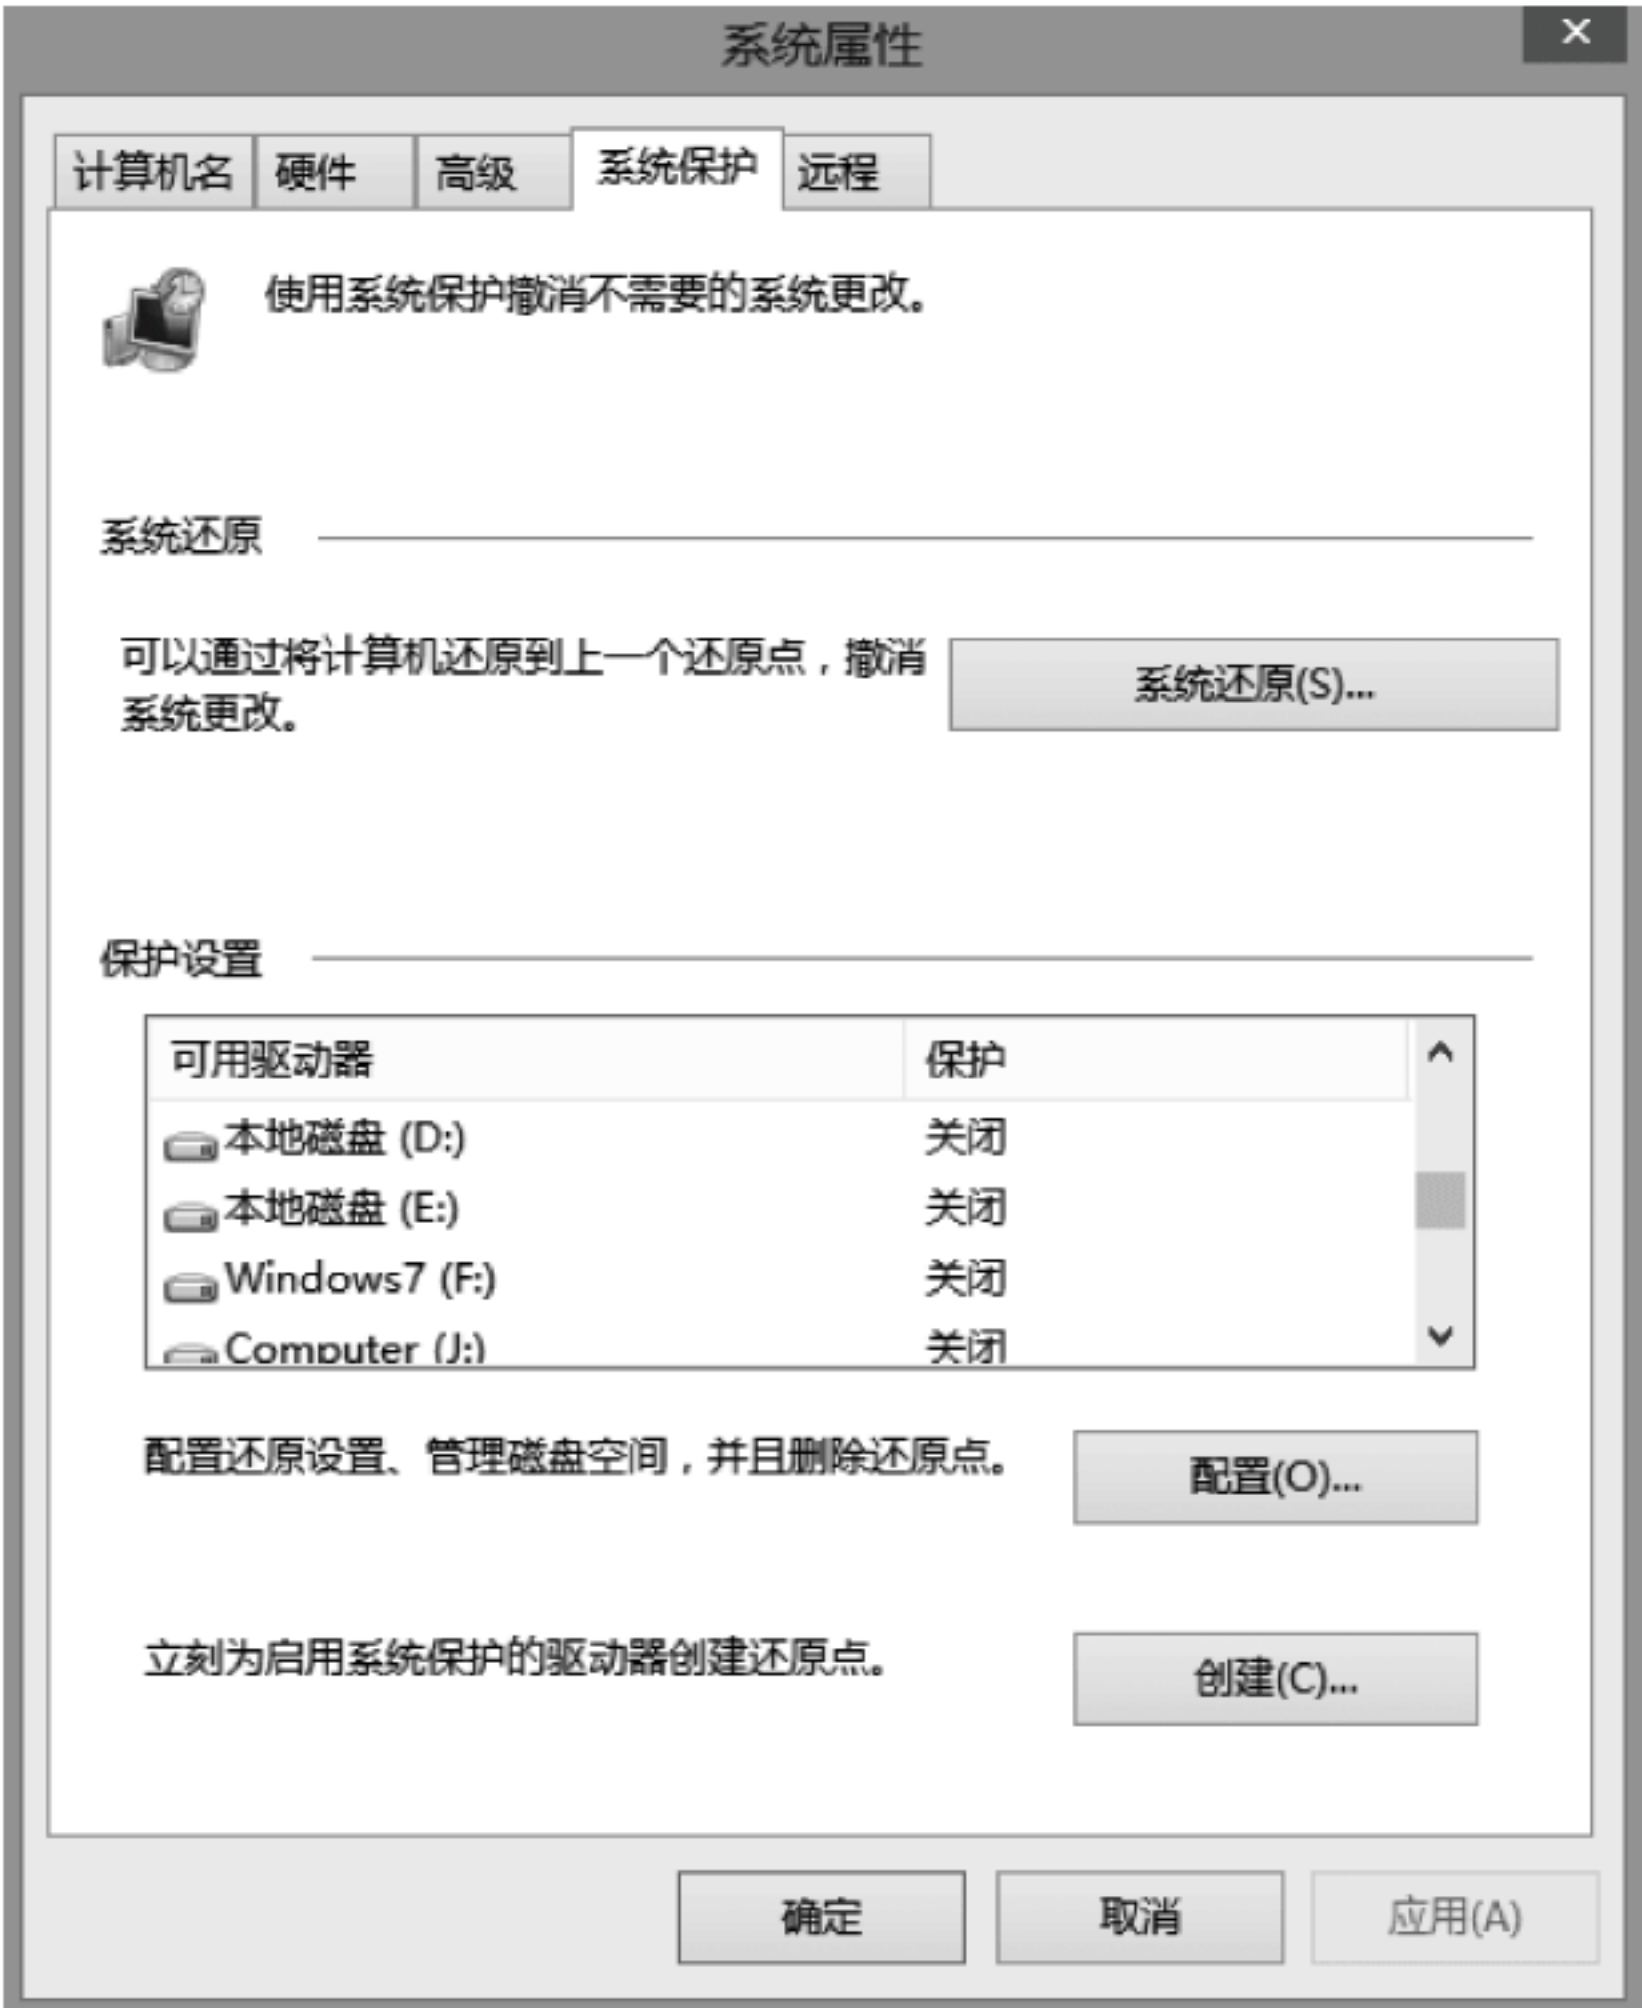 系统属性
计算机名 硬件 高级 系统保护 远程
使用系统保护撤消不需要的系统更改。
系统还原
可以通过将计算机还原到上一个还原点，撤消
系统更改。
系统还原(S)...
保护设置
可用驱动器 保护
本地磁盘 (D:) 关闭
本地磁盘 (E:) 关闭
Windows7 (F:) 关闭
Computer (J:) 关闭
配置还原设置、管理磁盘空间，并且删除还原点。
配置(O)...
立刻为启用系统保护的驱动器创建还原点。
创建(C)...
确定 取消 应用(A)